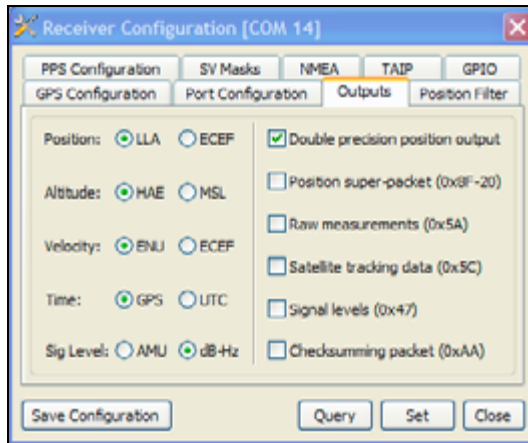 Receiver Configuration [COM 14]
PPS Configuration SV Masks NMEA TAIP GPIO
GPS Configuration Port Configuration Outputs Position Filter
Position: LLA ECEF
Double precision position output
Altitude: HAE MSL
Position super-packet (0x8F-20)
Velocity: ENU ECEF
Raw measurements (0x5A)
Time: GPS UTC
Satellite tracking data (0x5C)
Signal levels (0x47)
Sig Level: AMU dB-Hz
Checksumming packet (0xAA)
Save Configuration Query Set Close